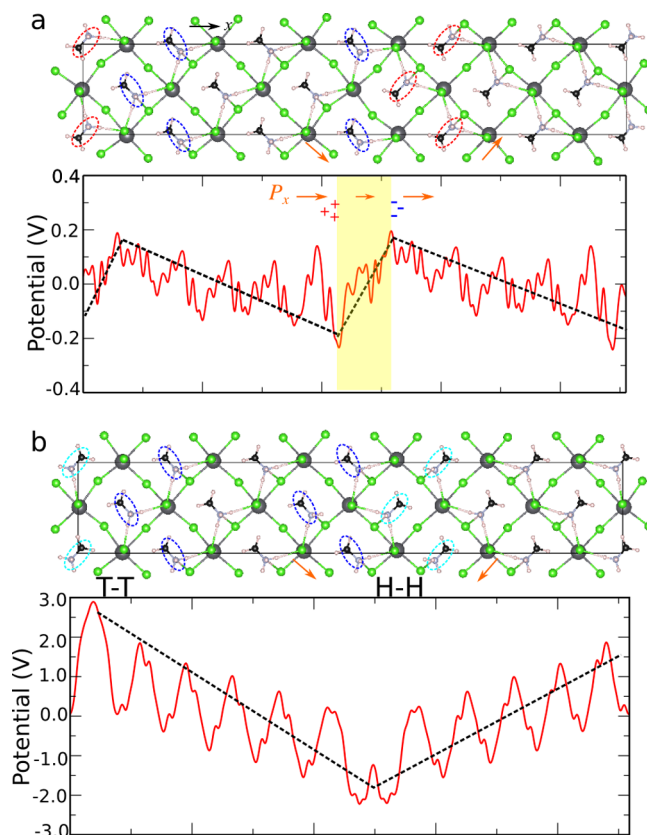 a
x
0.4
0.2
0.0
-0.2
-0.4
Potential (V)
Pₓ
+
+
+
-
-
-
b
T-T
H-H
3.0
2.0
1.0
0.0
-1.0
-2.0
-3.0
Potential (V)